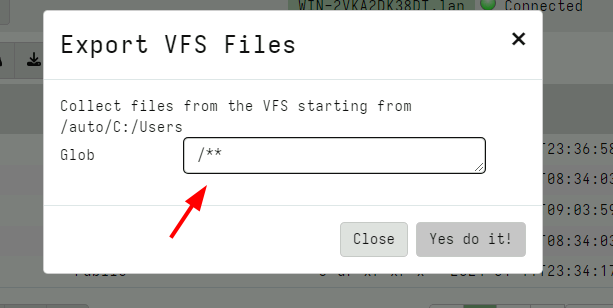 WIN-2VKA2DK38DT.lan Connected
Export VFS Files ×
Collect files from the VFS starting from
/auto/C:/Users
Glob /**
T23:36:58
T08:34:03
T09:03:59
T08:34:03
Close Yes do it!
T23:34:17